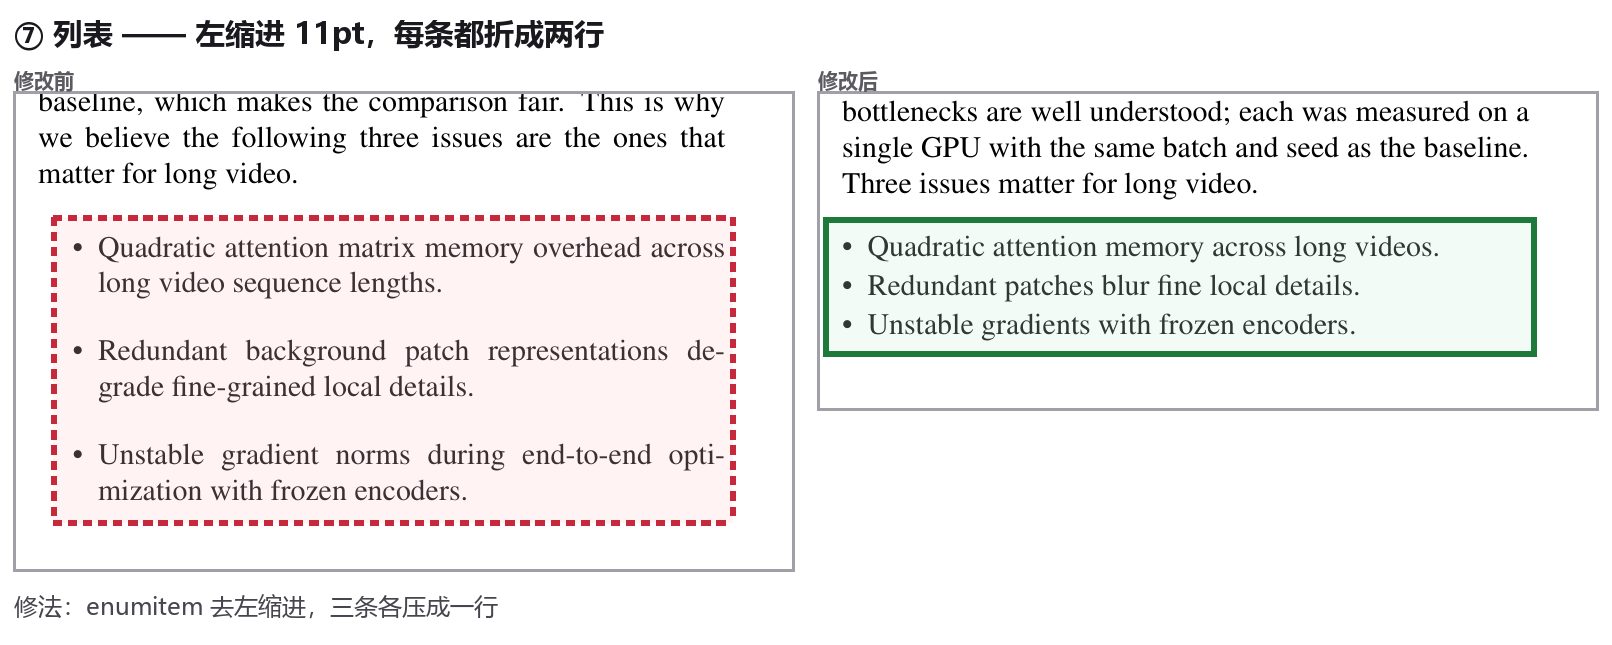 ⑦ 列表 —— 左缩进 11pt，每条都折成两行
修改前
baseline, which makes the comparison fair. This is why
we believe the following three issues are the ones that
matter for long video.
• Quadratic attention matrix memory overhead across
long video sequence lengths.
• Redundant background patch representations de-
grade fine-grained local details.
• Unstable gradient norms during end-to-end opti-
mization with frozen encoders.
修改后
bottlenecks are well understood; each was measured on a
single GPU with the same batch and seed as the baseline.
Three issues matter for long video.
• Quadratic attention memory across long videos.
• Redundant patches blur fine local details.
• Unstable gradients with frozen encoders.
修法：enumitem 去左缩进，三条各压成一行